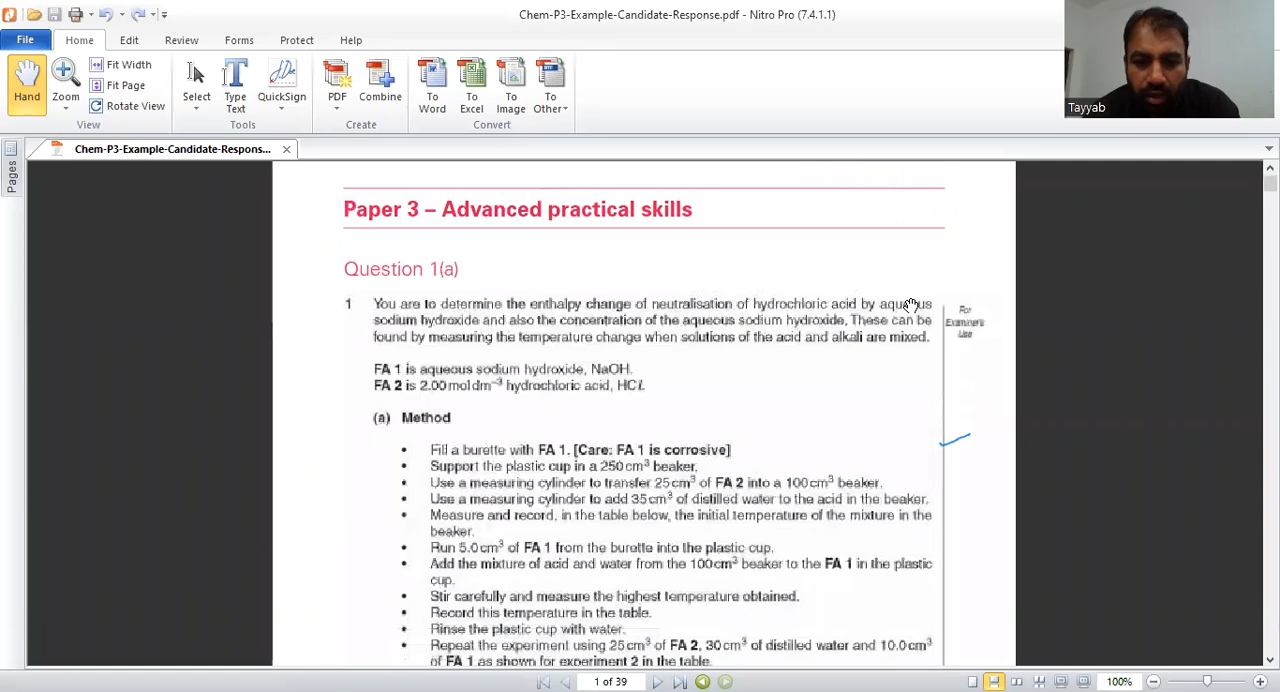 Chem-P3-Example-Candidate-Response.pdf - Nitro Pro (7.4.1.1)
File Home Edit Review Forms Protect Help
Hand Zoom Fit Width Fit Page Rotate View Select Type Text QuickSign PDF Combine To Word To Excel To Image To Other
View Tools Create Convert
Tayyab
Chem-P3-Example-Candidate-Respons...
Pages
Paper 3 – Advanced practical skills
Question 1(a)
1 You are to determine the enthalpy change of neutralisation of hydrochloric acid by aqueous
sodium hydroxide and also the concentration of the aqueous sodium hydroxide. These can be
found by measuring the temperature change when solutions of the acid and alkali are mixed.
For
Examiner's
Use
FA 1 is aqueous sodium hydroxide, NaOH.
FA 2 is 2.00 mol dm⁻³ hydrochloric acid, HCl.
(a) Method
• Fill a burette with FA 1. [Care: FA 1 is corrosive]
• Support the plastic cup in a 250 cm³ beaker.
• Use a measuring cylinder to transfer 25 cm³ of FA 2 into a 100 cm³ beaker.
• Use a measuring cylinder to add 35 cm³ of distilled water to the acid in the beaker.
• Measure and record, in the table below, the initial temperature of the mixture in the
beaker.
• Run 5.0 cm³ of FA 1 from the burette into the plastic cup.
• Add the mixture of acid and water from the 100 cm³ beaker to the FA 1 in the plastic
cup.
• Stir carefully and measure the highest temperature obtained.
• Record this temperature in the table.
• Rinse the plastic cup with water.
• Repeat the experiment using 25 cm³ of FA 2, 30 cm³ of distilled water and 10.0 cm³
of FA 1 as shown for experiment 2 in the table.
1 of 39
100%